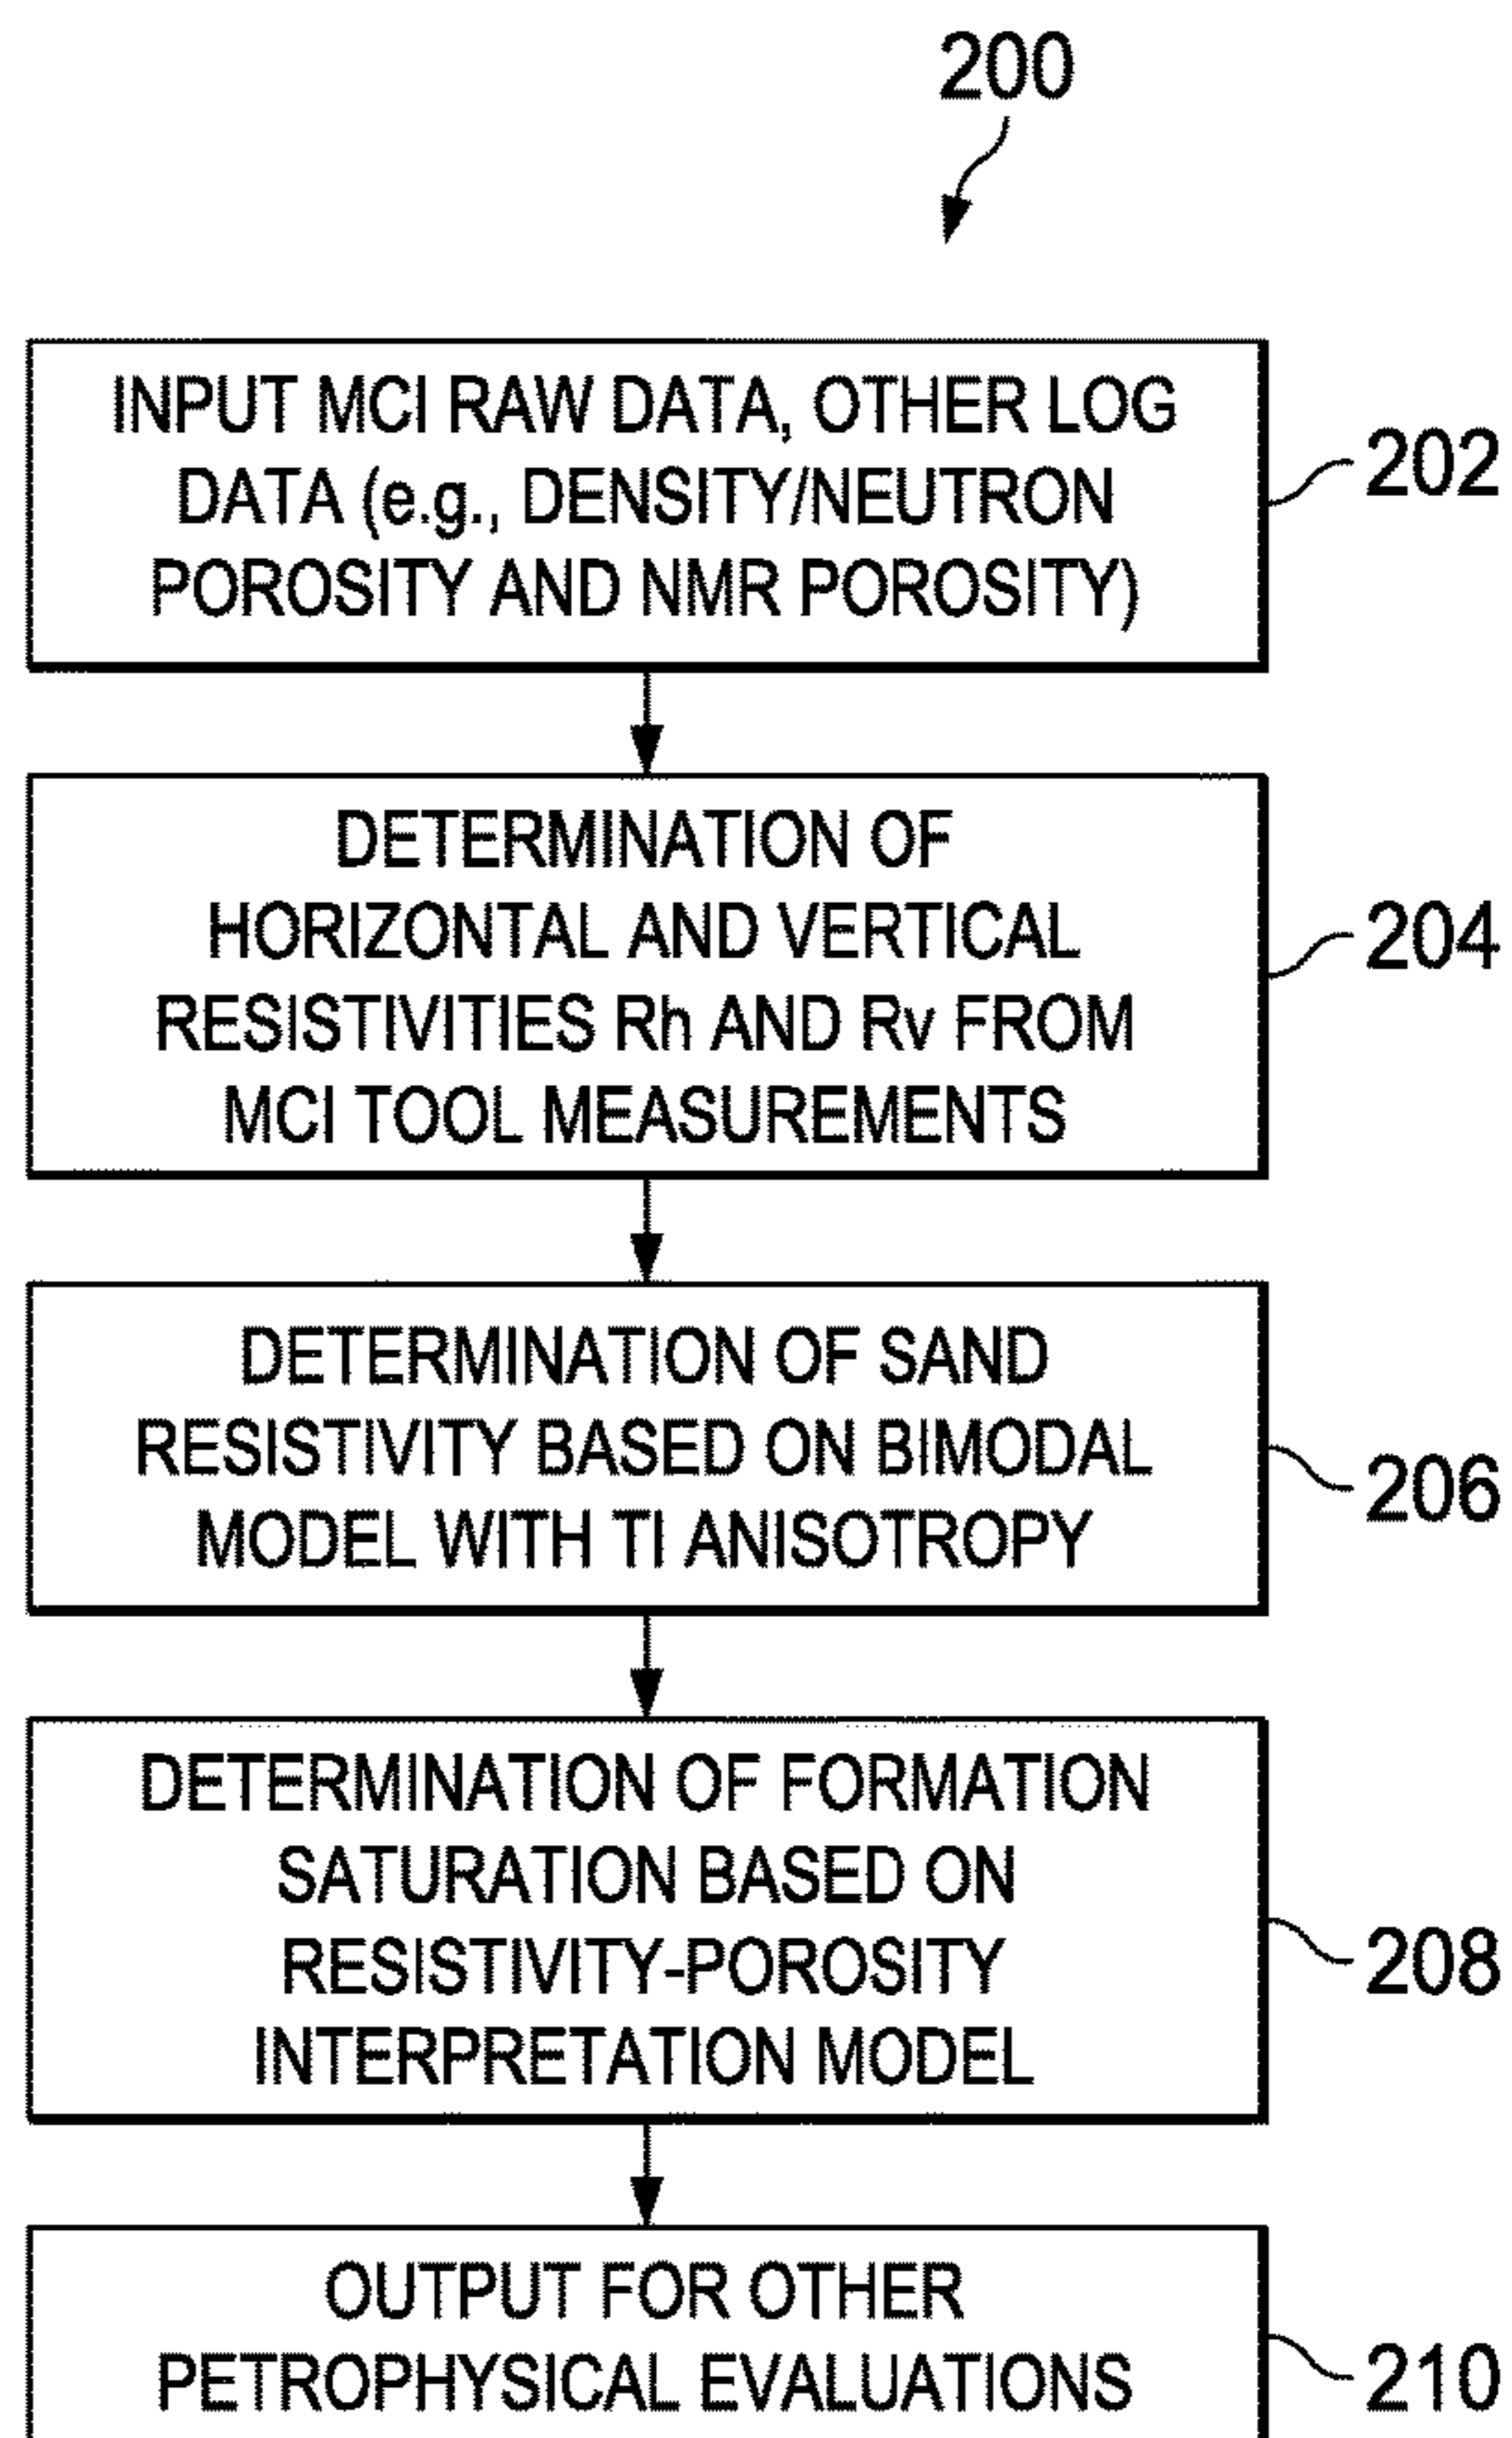 200
INPUT MCI RAW DATA, OTHER LOG
DATA (e.g., DENSITY/NEUTRON
POROSITY AND NMR POROSITY)
202
DETERMINATION OF
HORIZONTAL AND VERTICAL
RESISTIVITIES Rh AND Rv FROM
MCI TOOL MEASUREMENTS
204
DETERMINATION OF SAND
RESISTIVITY BASED ON BIMODAL
MODEL WITH TI ANISOTROPY
206
DETERMINATION OF FORMATION
SATURATION BASED ON
RESISTIVITY-POROSITY
INTERPRETATION MODEL
208
OUTPUT FOR OTHER
PETROPHYSICAL EVALUATIONS
210